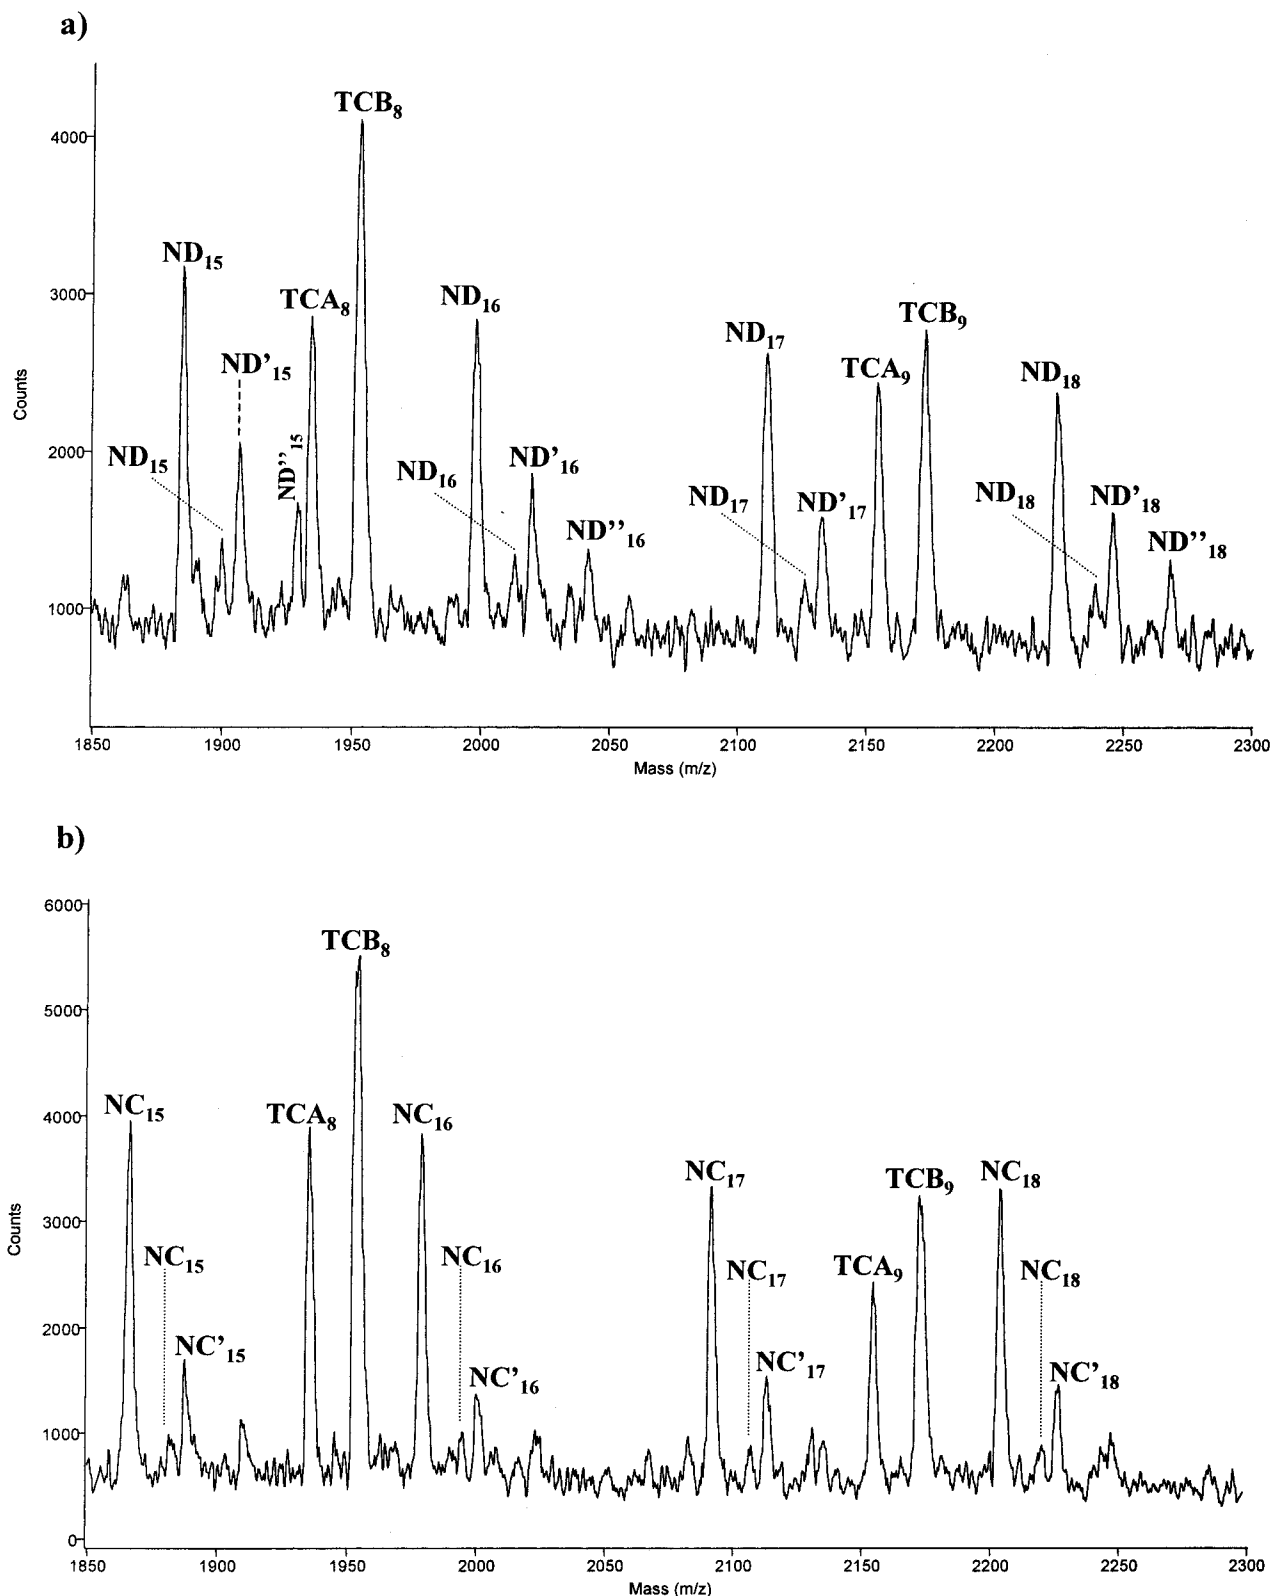 a)
Counts
4000
3000
2000
1000
ND15
ND15
ND'15
ND''15
TCA8
TCB8
ND16
ND16
ND'16
ND''16
ND17
ND17
ND'17
TCA9
TCB9
ND18
ND18
ND'18
ND''18
1850 1900 1950 2000 2050 2100 2150 2200 2250 2300
Mass (m/z)
b)
Counts
6000
5000
4000
3000
2000
1000
0
NC15
NC15
NC'15
TCA8
TCB8
NC16
NC16
NC'16
NC17
NC17
NC'17
TCA9
TCB9
NC18
NC18
NC'18
1850 1900 1950 2000 2050 2100 2150 2200 2250 2300
Mass (m/z)